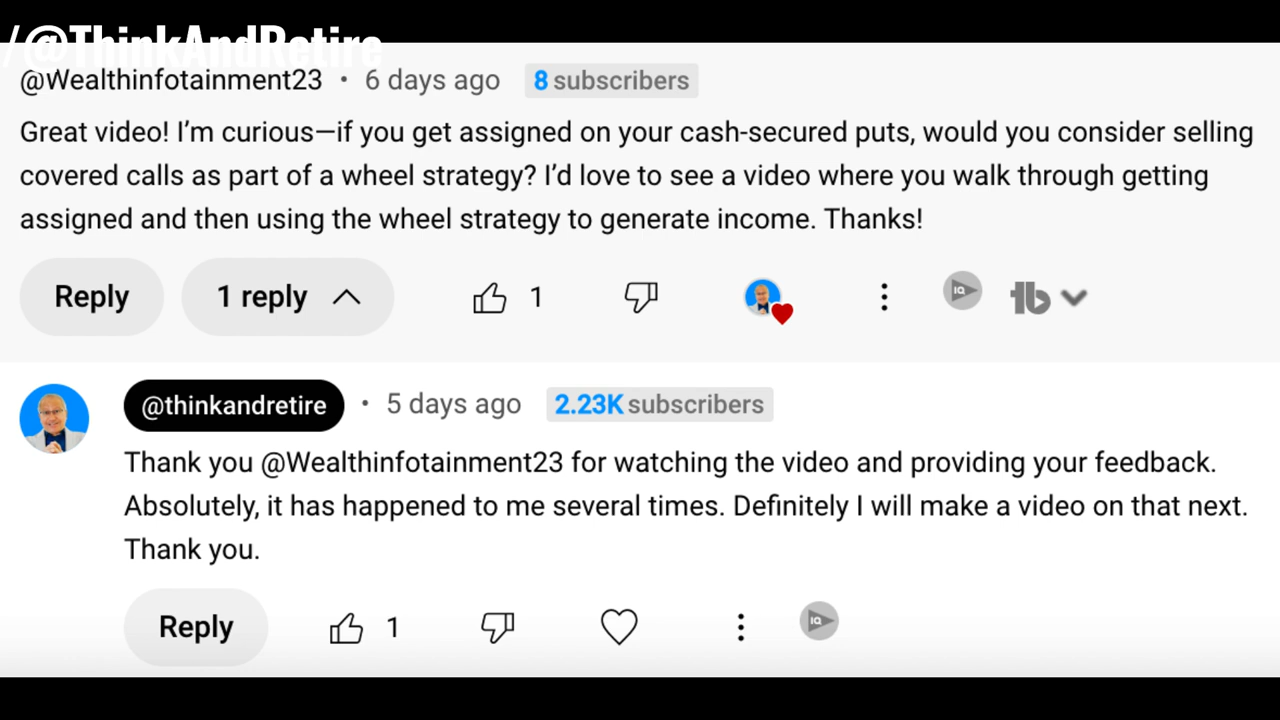 /@ThinkAndRetire
@Wealthinfotainment23 • 6 days ago 8 subscribers
Great video! I’m curious—if you get assigned on your cash-secured puts, would you consider selling
covered calls as part of a wheel strategy? I’d love to see a video where you walk through getting
assigned and then using the wheel strategy to generate income. Thanks!
Reply 1 reply 1 IQ tb
@thinkandretire • 5 days ago 2.23K subscribers
Thank you @Wealthinfotainment23 for watching the video and providing your feedback.
Absolutely, it has happened to me several times. Definitely I will make a video on that next.
Thank you.
Reply 1 IQ